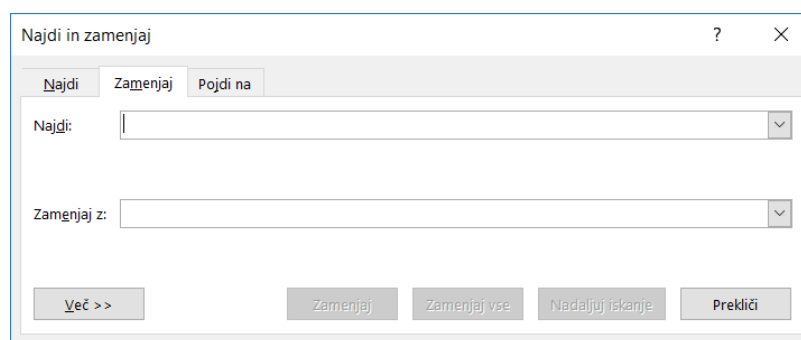 Najdi in zamenjaj ?
Najdi Zamenjaj Pojdi na
Najdi:
Zamenjaj z:
Več >> Zamenjaj Zamenjaj vse Nadaljuj iskanje Prekliči